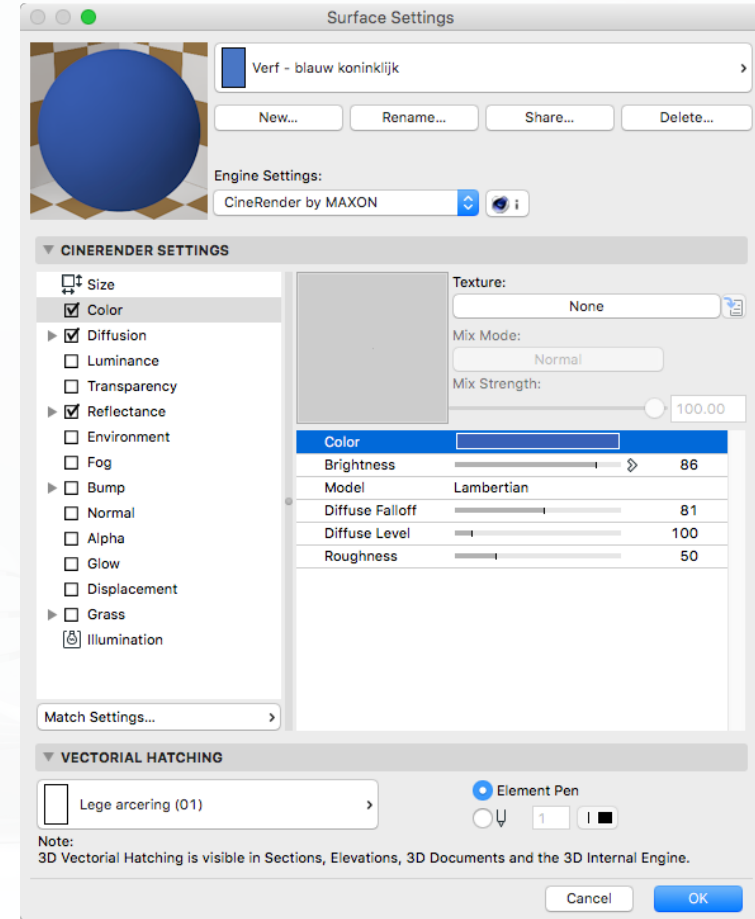 Surface Settings
Verf - blauw koninklijk
New... Rename... Share... Delete...
Engine Settings:
CineRender by MAXON
CINERENDER SETTINGS
Size
Color
Diffusion
Luminance
Transparency
Reflectance
Environment
Fog
Bump
Normal
Alpha
Glow
Displacement
Grass
Illumination
Match Settings...
Texture:
None
Mix Mode:
Normal
Mix Strength:
100.00
Color
Brightness 86
Model Lambertian
Diffuse Falloff 81
Diffuse Level 100
Roughness 50
VECTORIAL HATCHING
Lege arcering (01)
Element Pen
1
Note:
3D Vectorial Hatching is visible in Sections, Elevations, 3D Documents and the 3D Internal Engine.
Cancel OK